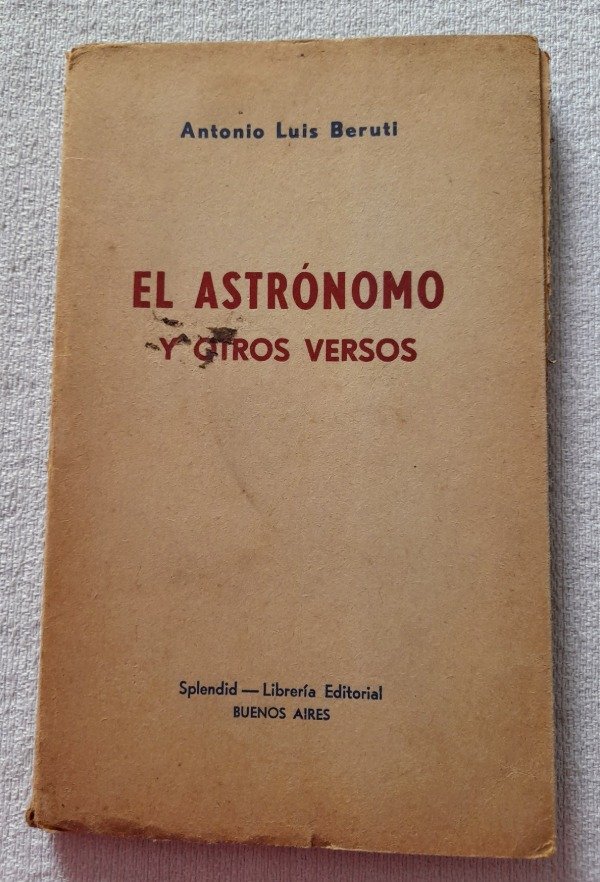 Antonio Luis Beruti
EL ASTRÓNOMO
Y OTROS VERSOS
Splendid — Librería Editorial
BUENOS AIRES